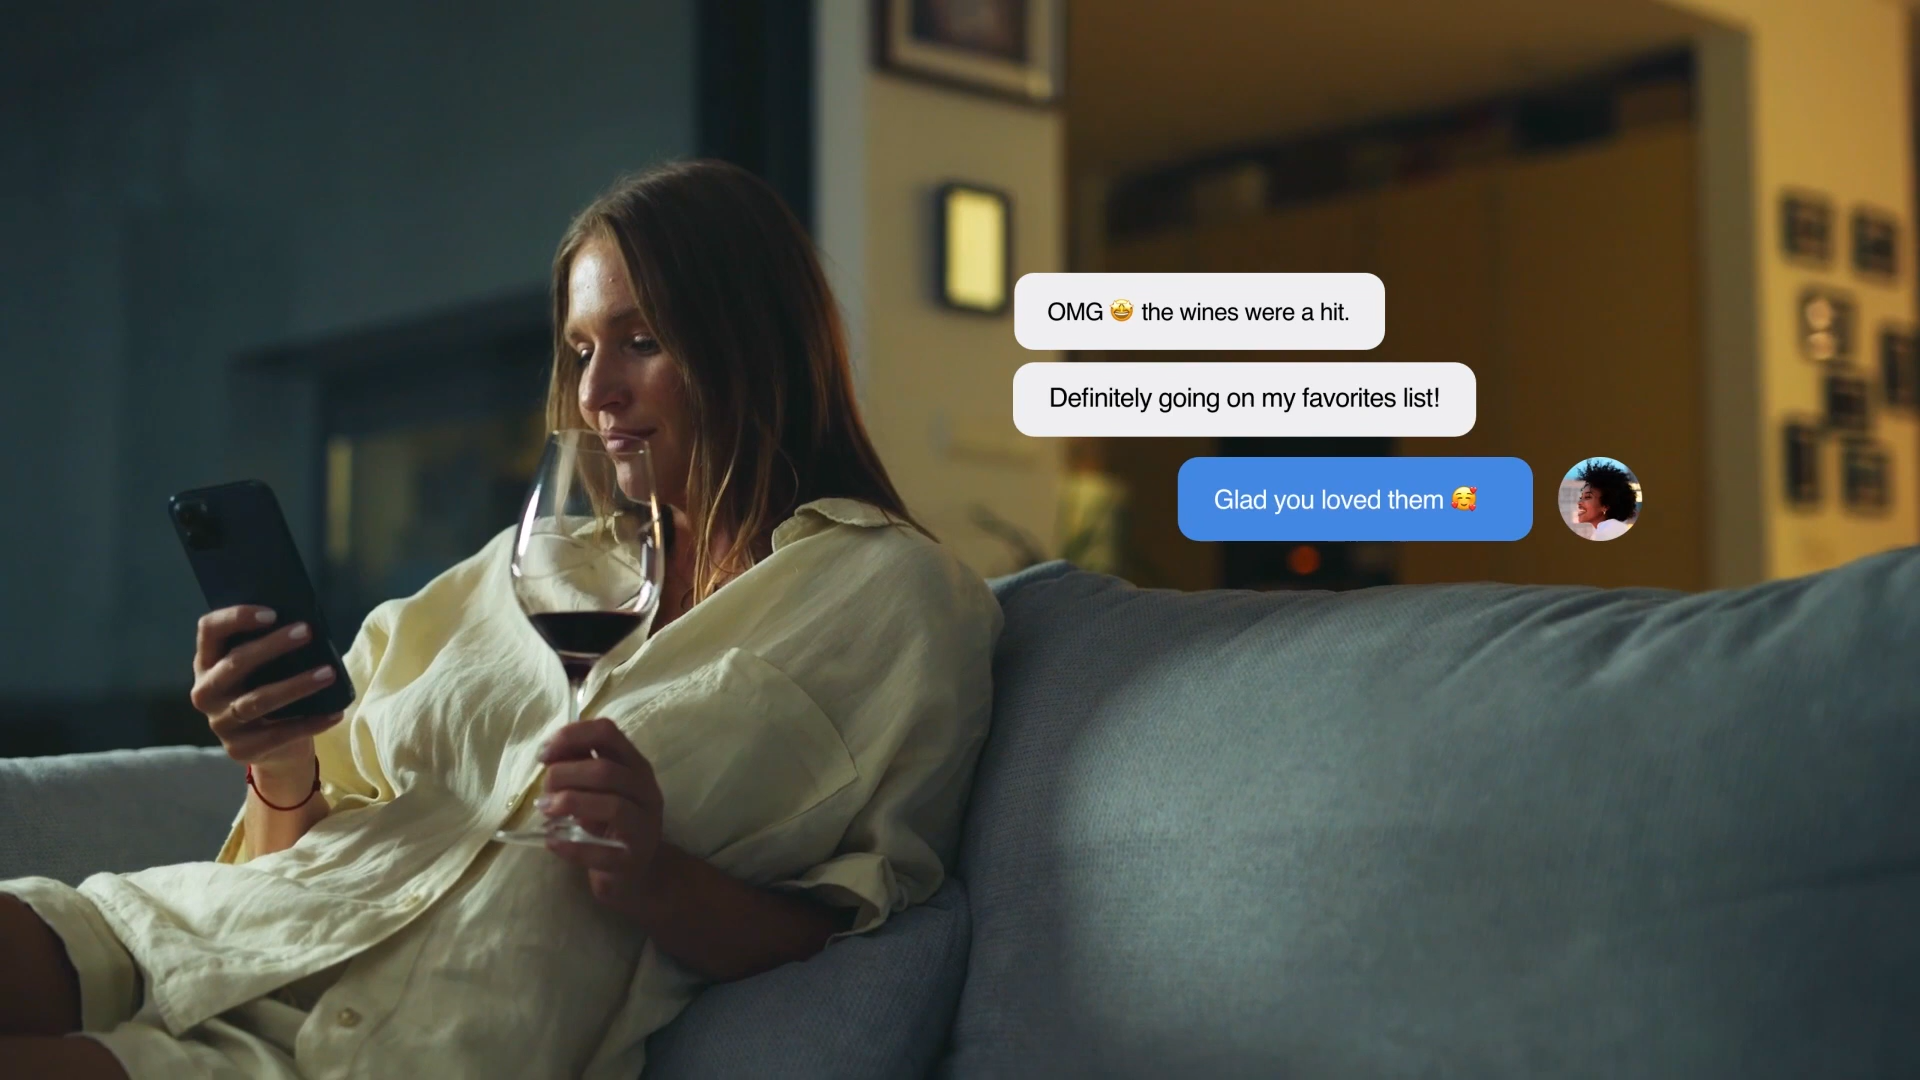 OMG 🤩 the wines were a hit.
Definitely going on my favorites list!
Glad you loved them 🥰